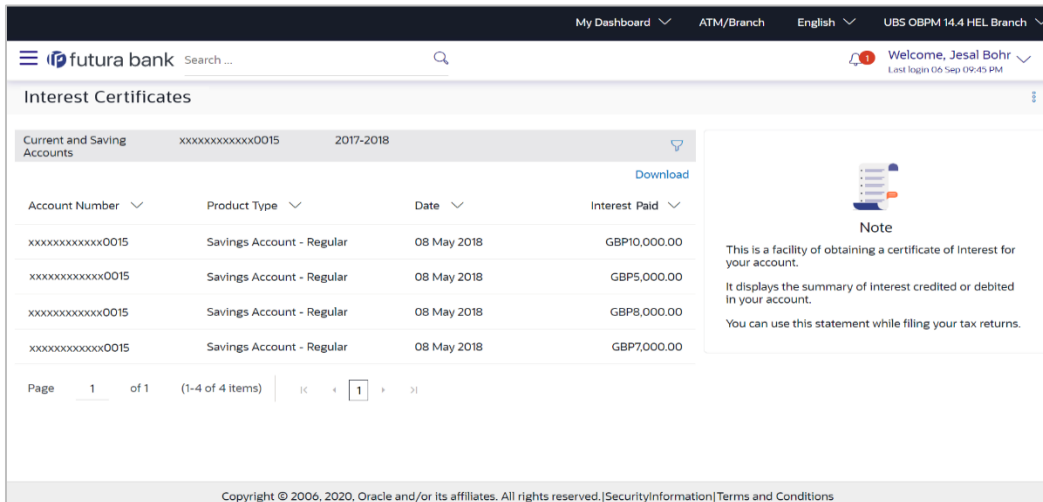 My Dashboard ATM/Branch English UBS OBPM 14.4 HEL Branch
futura bank Search ... 1 Welcome, Jesal Bohr
Last login 06 Sep 09:45 PM
Interest Certificates
Current and Saving Accounts xxxxxxxxxxxx0015 2017-2018
Download
Account Number Product Type Date Interest Paid
xxxxxxxxxxxx0015 Savings Account - Regular 08 May 2018 GBP10,000.00
xxxxxxxxxxxx0015 Savings Account - Regular 08 May 2018 GBP5,000.00
xxxxxxxxxxxx0015 Savings Account - Regular 08 May 2018 GBP8,000.00
xxxxxxxxxxxx0015 Savings Account - Regular 08 May 2018 GBP7,000.00
Page 1 of 1 (1-4 of 4 items) 1
Note
This is a facility of obtaining a certificate of Interest for
your account.
It displays the summary of interest credited or debited
in your account.
You can use this statement while filing your tax returns.
Copyright © 2006, 2020, Oracle and/or its affiliates. All rights reserved.|SecurityInformation|Terms and Conditions